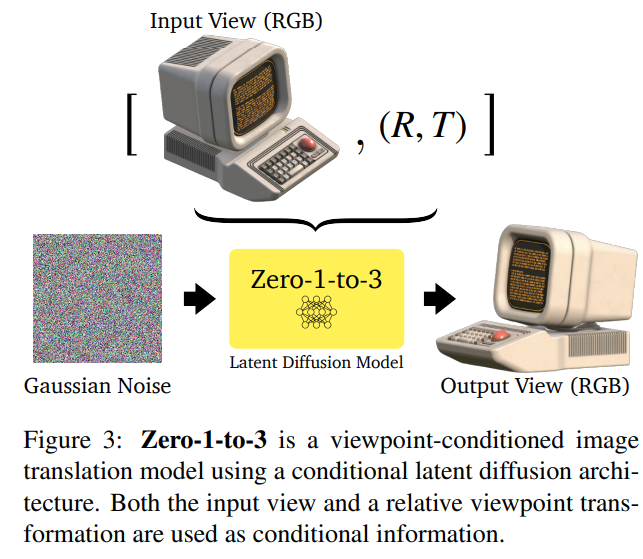 Input View (RGB)
[ , (R, T) ]
Zero-1-to-3
Latent Diffusion Model
Gaussian Noise
Output View (RGB)
Figure 3: Zero-1-to-3 is a viewpoint-conditioned image
translation model using a conditional latent diffusion archi-
tecture. Both the input view and a relative viewpoint trans-
formation are used as conditional information.